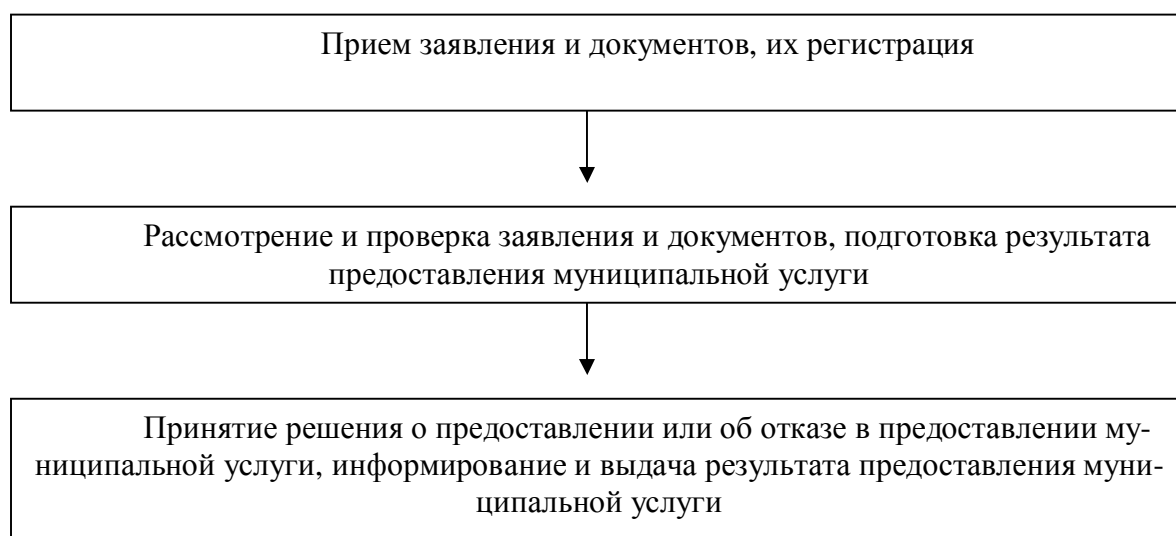 Прием заявления и документов, их регистрация
Рассмотрение и проверка заявления и документов, подготовка результата
предоставления муниципальной услуги
Принятие решения о предоставлении или об отказе в предоставлении му-
ниципальной услуги, информирование и выдача результата предоставления муни-
ципальной услуги